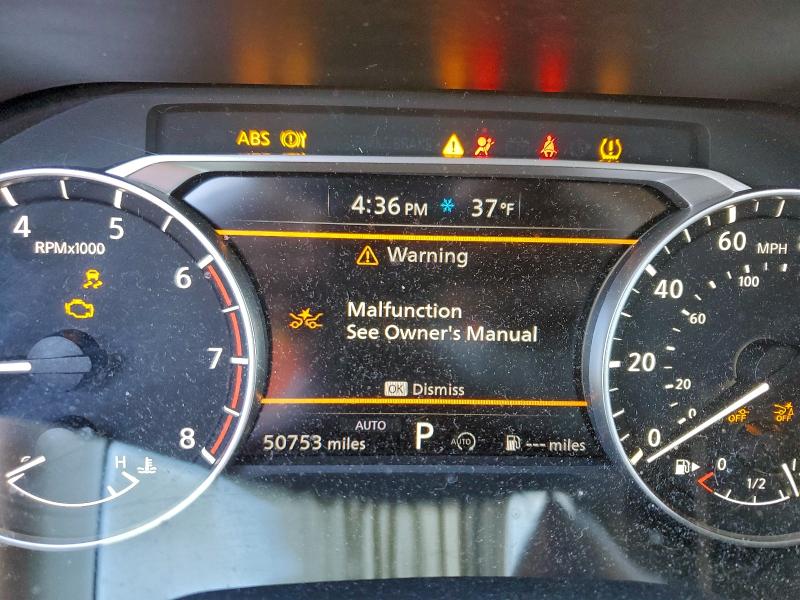 ABS
4:36 PM 37°F
Warning
Malfunction
See Owner's Manual
OK Dismiss
AUTO
50753 miles P AUTO --- miles
4 5 6 7 8
RPMx1000
H
0 20 40 60
MPH
0 20 60 100
OFF OFF
0 1/2